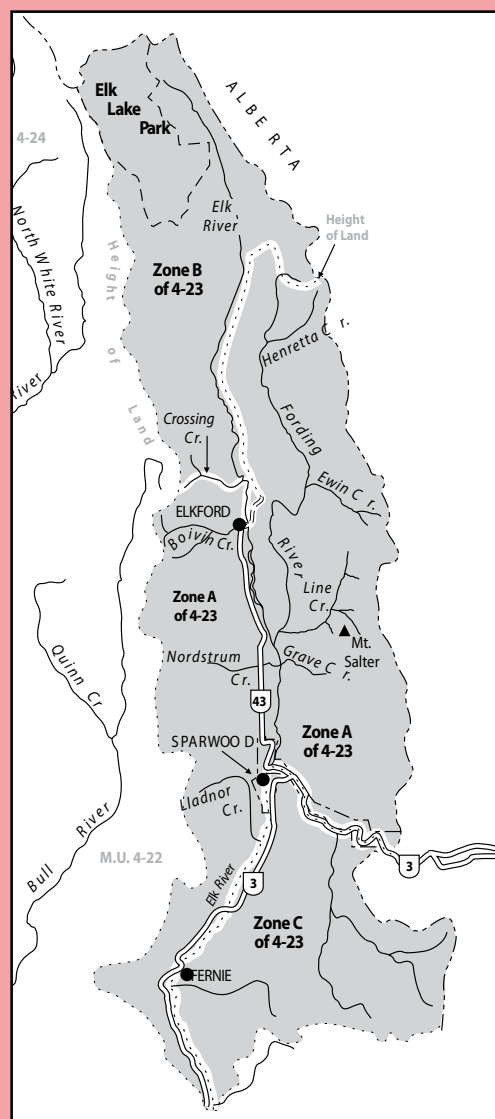 Elk
Lake
Park
ALBERTA
4-24
Elk
River
Height
of Land
North White River
Height of Land
Zone B
of 4-23
Henretta Cr.
River
Crossing
Cr.
Fording
River
Ewin Cr.
ELKFORD
Boivin Cr.
Line
Cr.
Zone A
of 4-23
Mt.
Salter
Quinn Cr
Nordstrum
Cr.
Grave Cr.
43
Zone A
of 4-23
SPARWOOD
Lladnor
Cr.
Bull River
M.U. 4-22
Elk River
3
3
Zone C
of 4-23
FERNIE